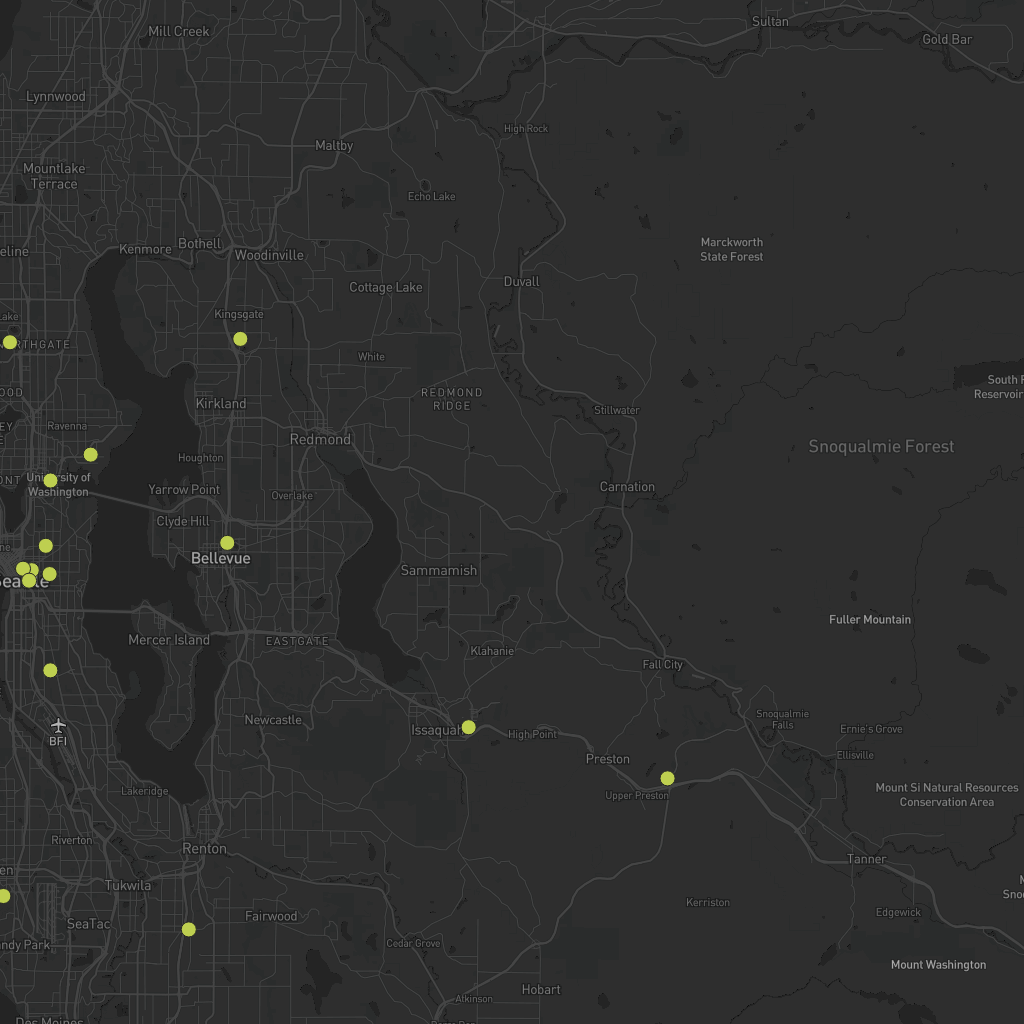 Sultan
Mill Creek
Gold Bar
Lynnwood
High Rock
Maltby
Mountlake
Terrace
Echo Lake
Marckworth
State Forest
Bothell
Kenmore
eline
Woodinville
Duvall
Cottage Lake
Kingsgate
Lake
RTHGATE
White
South F
Reservoir
REDMOND
RIDGE
OOD
Kirkland
Stillwater
EY
E
Ravenna
Redmond
Snoqualmie Forest
Houghton
ONT
University of
Washington
Yarrow Point
Overlake
Carnation
Clyde Hill
ne
Bellevue
Sammamish
Seattle
Fuller Mountain
Mercer Island
EASTGATE
Klahanie
Fall City
Newcastle
Snoqualmie
Falls
BFI
Issaquah
High Point
Ernie's Grove
Ellisville
Preston
Lakeridge
Upper Preston
Mount Si Natural Resources
Conservation Area
Riverton
Renton
Tanner
en
Tukwila
M
Snoq
Kerriston
SeaTac
Fairwood
Edgewick
andy Park
Cedar Grove
Mount Washington
Hobart
Atkinson
Des Moines